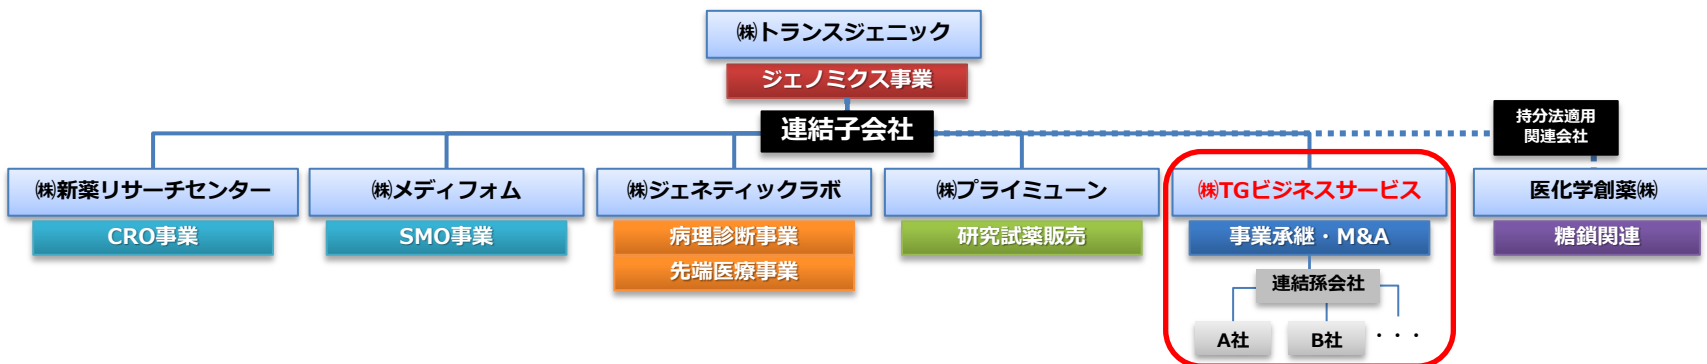 ㈱トランスジェニック
ジェノミクス事業
連結子会社
持分法適用
関連会社
㈱新薬リサーチセンター
CRO事業
㈱メディフォム
SMO事業
㈱ジェネティックラボ
病理診断事業
先端医療事業
㈱プライミューン
研究試薬販売
㈱TGビジネスサービス
事業承継・M&A
連結孫会社
A社
B社
・・・
医化学創薬㈱
糖鎖関連